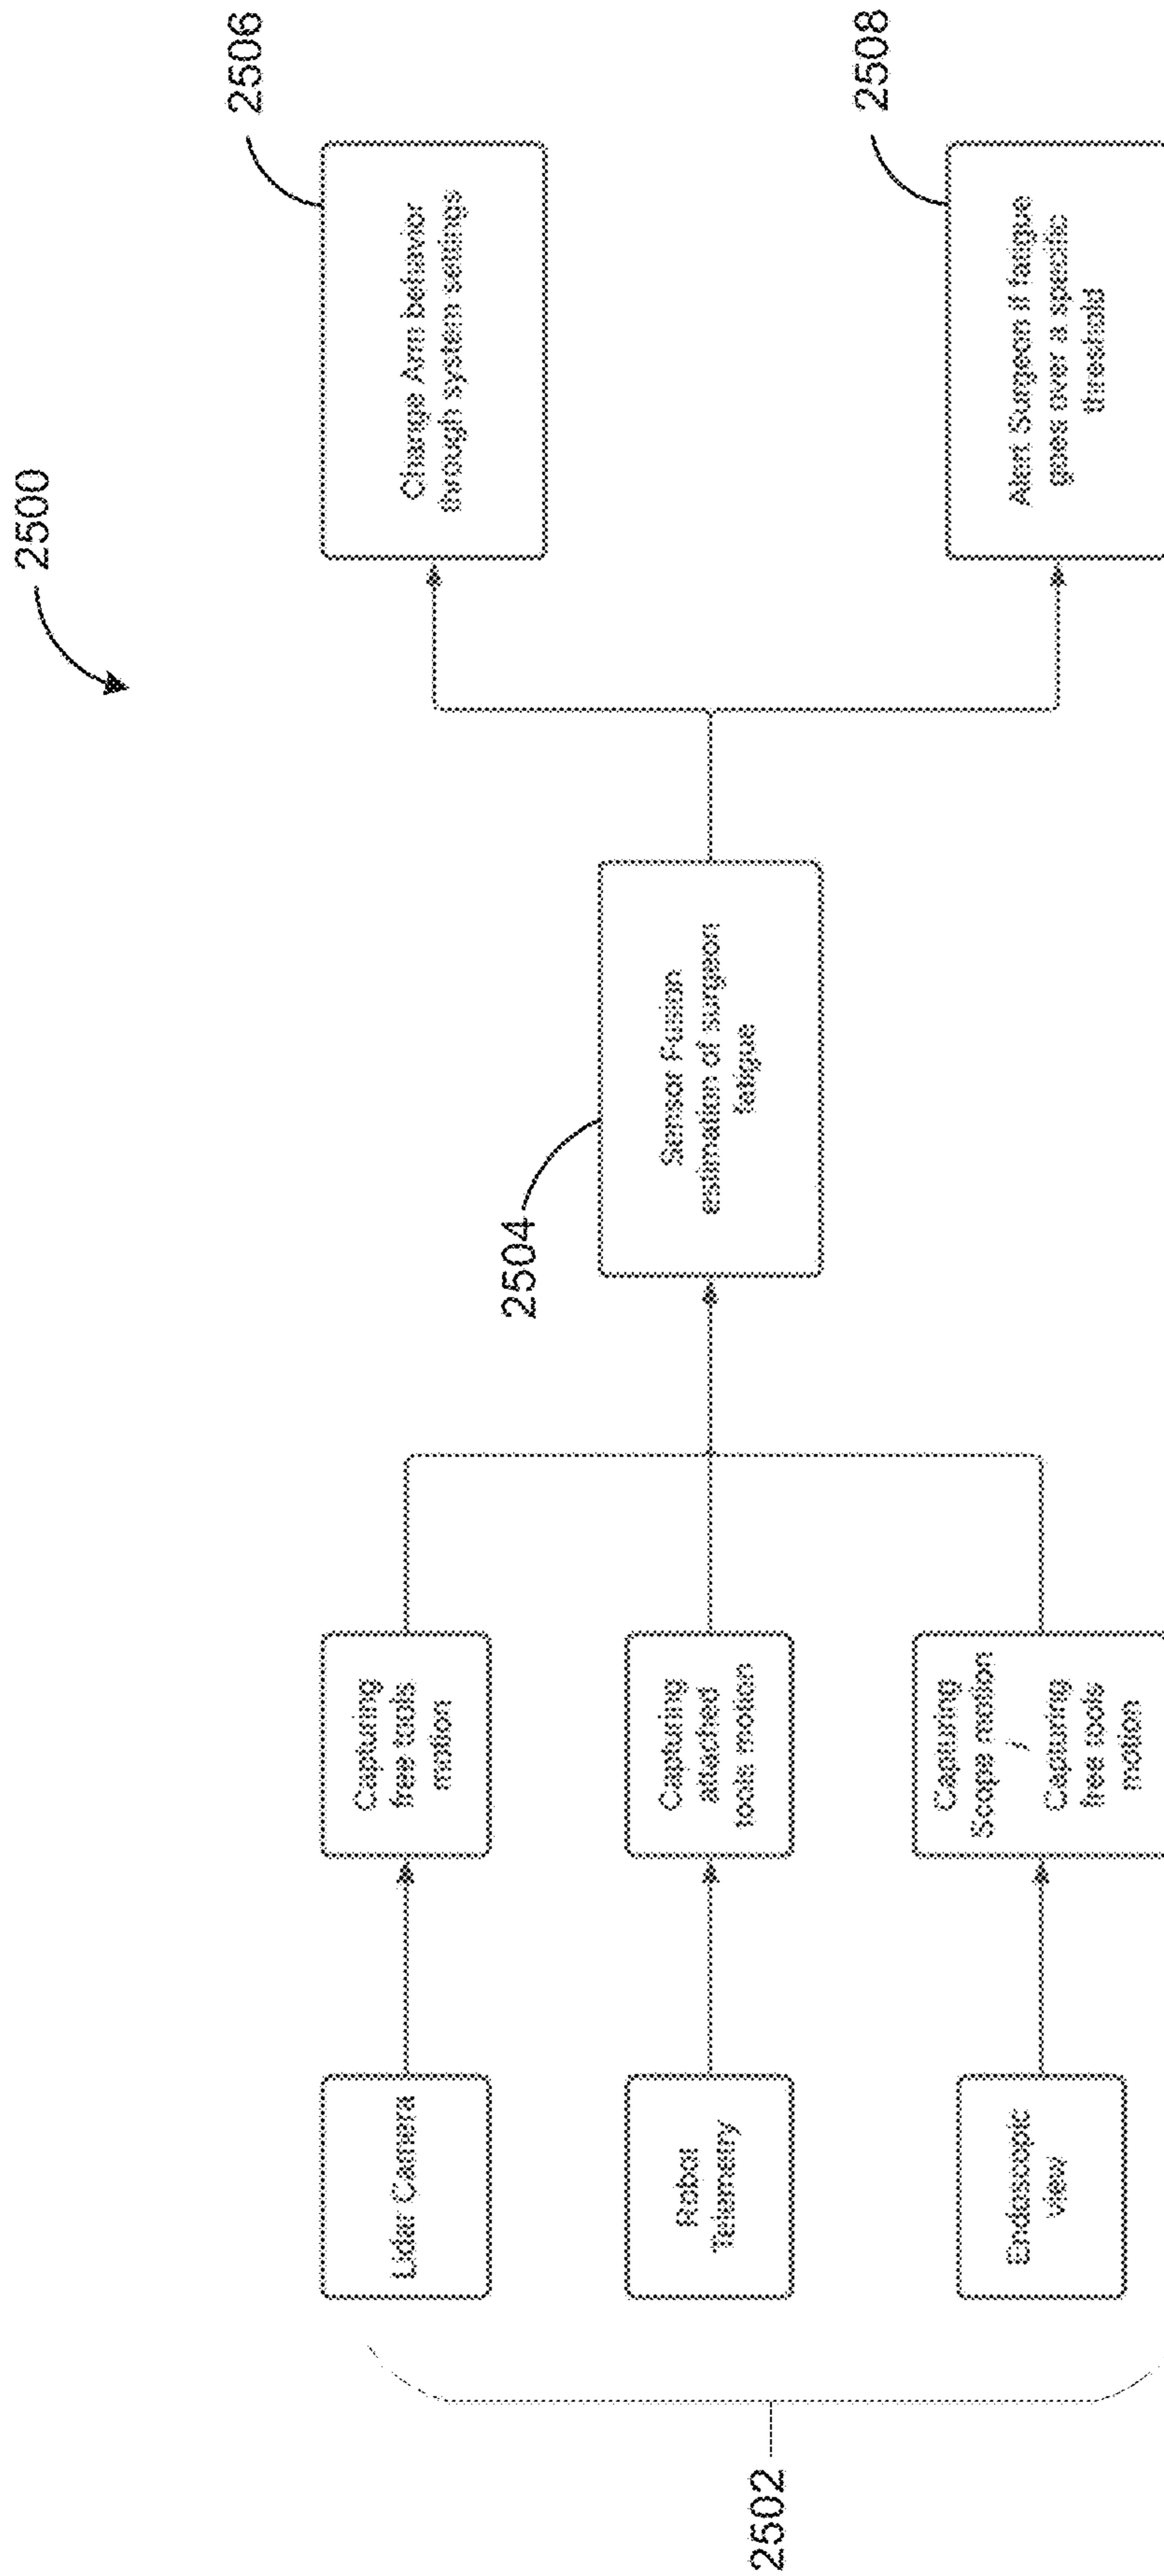 2500
2502
Lidar Camera
Robot
Telemetry
Endoscopic
view
Capturing
free tools
motion
Capturing
attached
tools motion
Capturing
Scope motion
/
Capturing
free tools
motion
2504
Sensor Fusion
estimation of surgeon
fatigue
2506
Change Arm behavior
through system settings
2508
Alert Surgeon if fatigue
goes over a specific
threshold